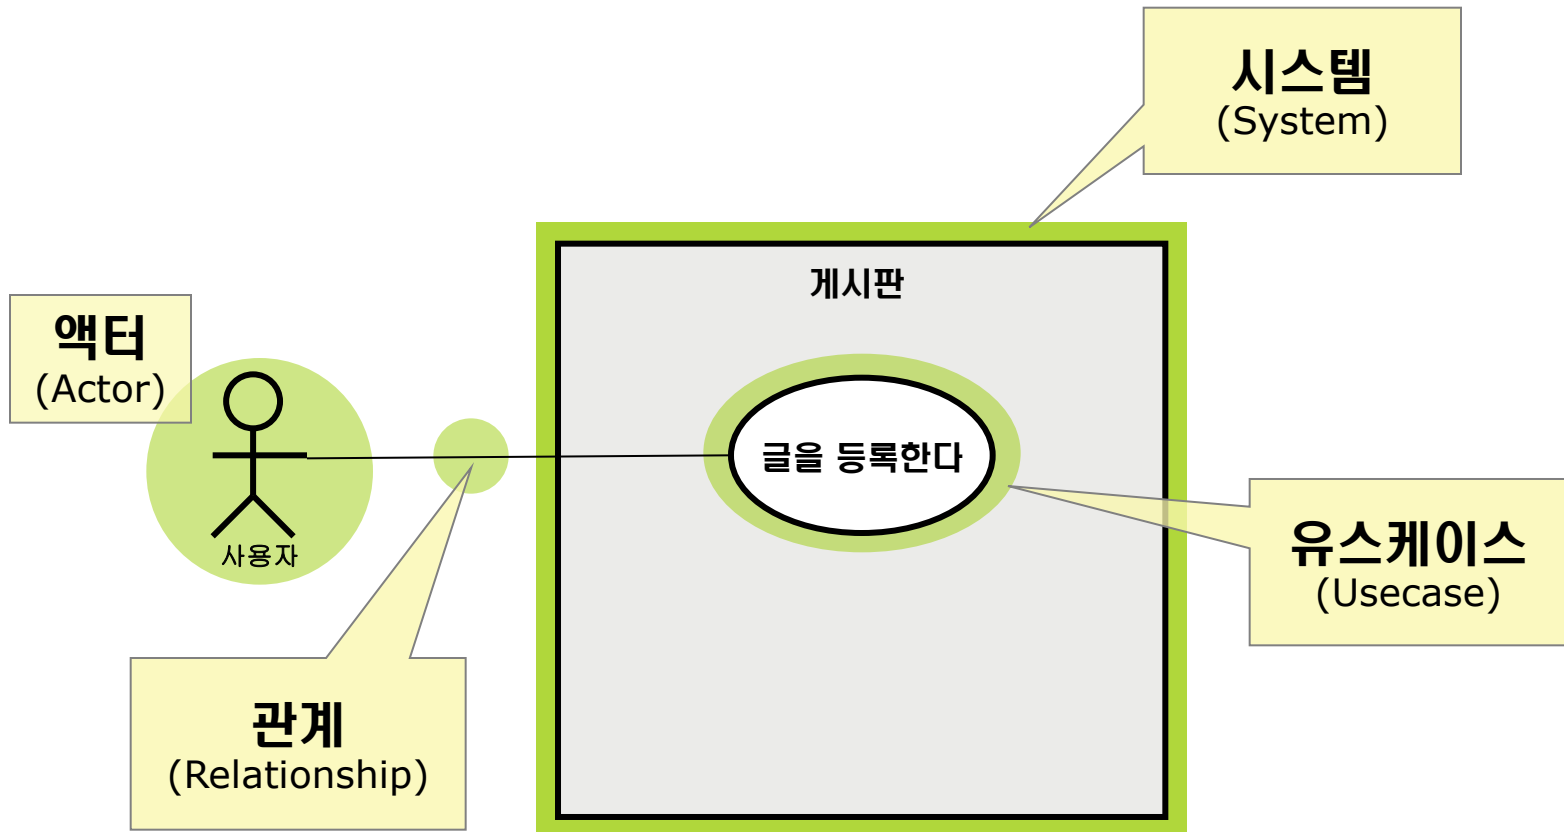 시스템
(System)
게시판
액터
(Actor)
글을 등록한다
사용자
유스케이스
(Usecase)
관계
(Relationship)